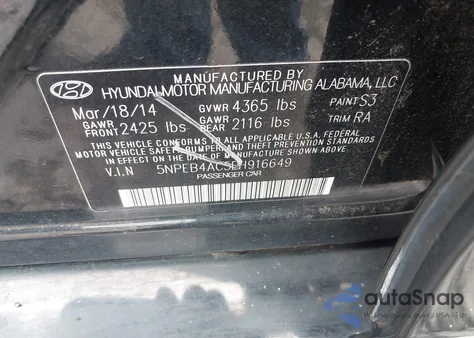 MANUFACTURED BY
HYUNDAI MOTOR MANUFACTURING ALABAMA, LLC
Mar/18/14 GVWR 4365 lbs PAINT S3
GAWR FRONT 2425 lbs GAWR REAR 2116 lbs TRIM RA
THIS VEHICLE CONFORMS TO ALL APPLICABLE U.S.A. FEDERAL
MOTOR VEHICLE SAFETY, BUMPER, AND THEFT PREVENTION
STANDARDS IN EFFECT ON THE DATE OF MANUFACTURE SHOWN ABOVE.
V.I.N 5NPEB4AC5EH916649
PASSENGER CAR
autoSnap